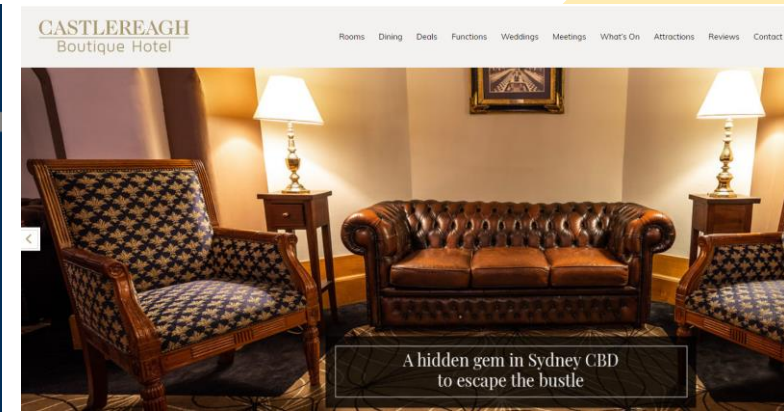 CASTLEREAGH
Boutique Hotel
Rooms Dining Deals Functions Weddings Meetings What's On Attractions Reviews Contact
A hidden gem in Sydney CBD
to escape the bustle